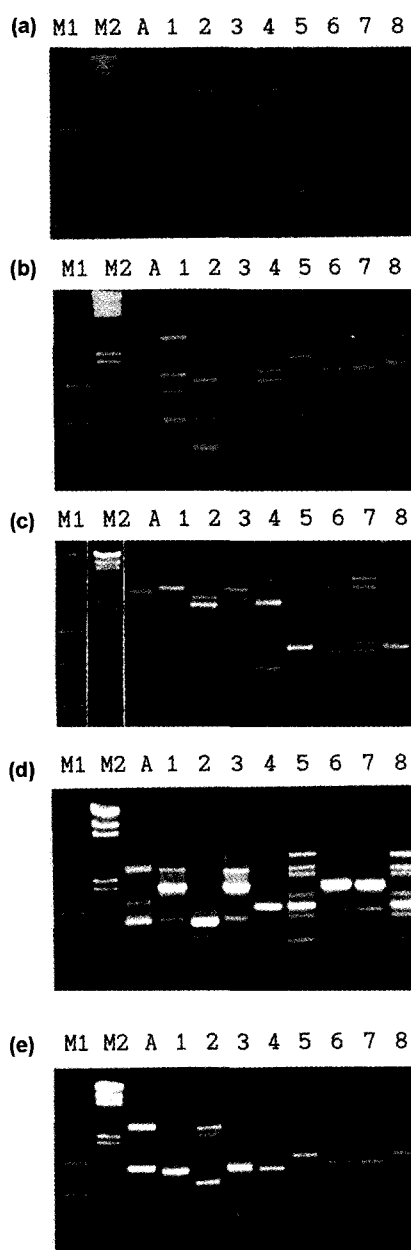 (a) M1 M2 A 1 2 3 4 5 6 7 8
(b) M1 M2 A 1 2 3 4 5 6 7 8
(c) M1 M2 A 1 2 3 4 5 6 7 8
(d) M1 M2 A 1 2 3 4 5 6 7 8
(e) M1 M2 A 1 2 3 4 5 6 7 8